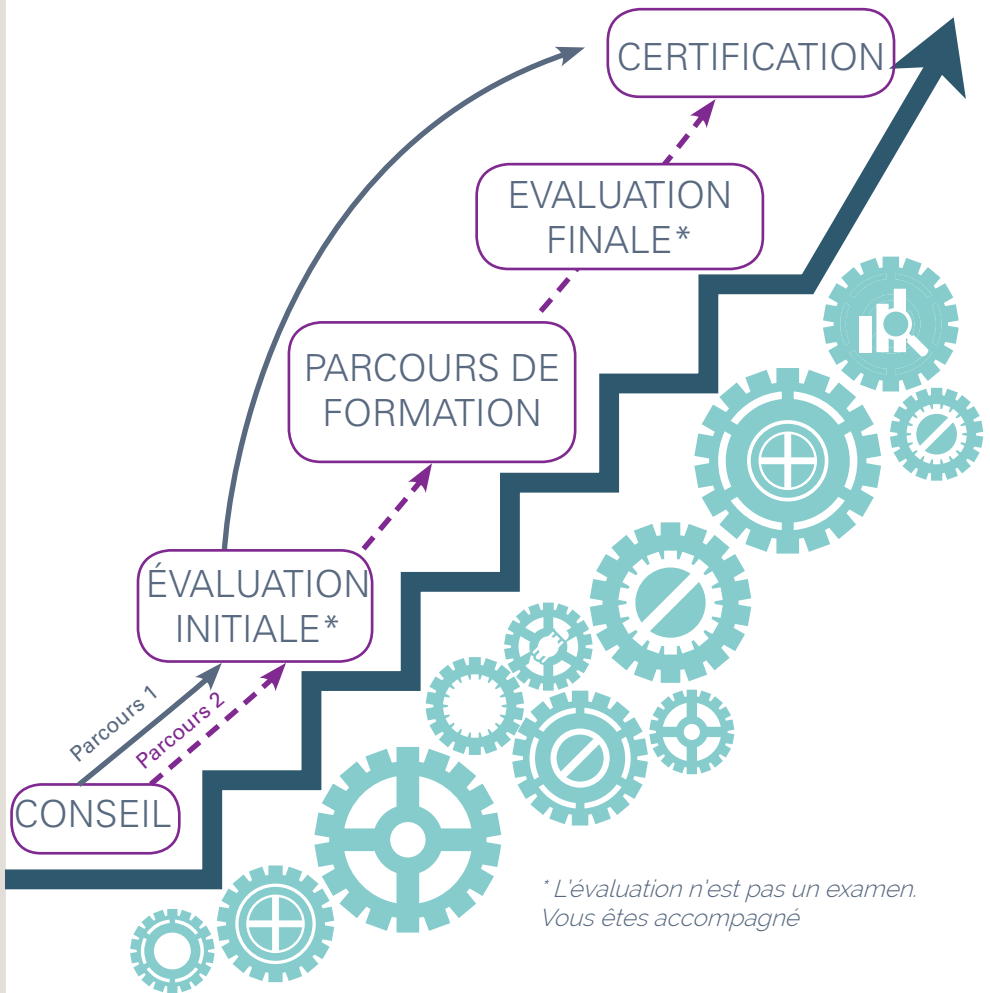 CERTIFICATION
EVALUATION
FINALE*
PARCOURS DE
FORMATION
ÉVALUATION
INITIALE*
Parcours 1
Parcours 2
CONSEIL
* L'évaluation n'est pas un examen.
Vous êtes accompagné